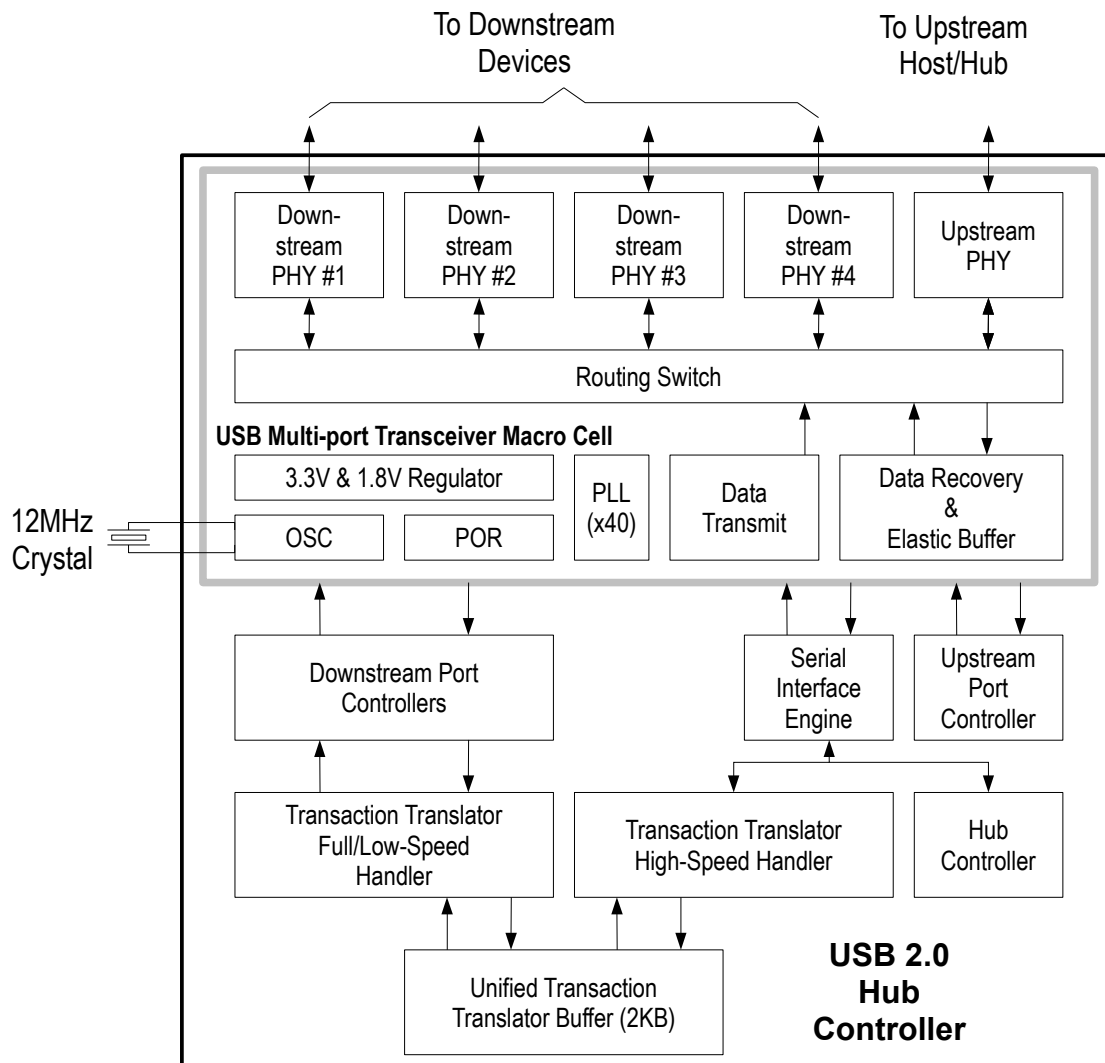 To Downstream
Devices
To Upstream
Host/Hub
Down-
stream
PHY #1
Down-
stream
PHY #2
Down-
stream
PHY #3
Down-
stream
PHY #4
Upstream
PHY
Routing Switch
USB Multi-port Transceiver Macro Cell
3.3V & 1.8V Regulator
OSC
POR
PLL
(x40)
Data
Transmit
Data Recovery
&
Elastic Buffer
12MHz
Crystal
Downstream Port
Controllers
Serial
Interface
Engine
Upstream
Port
Controller
Transaction Translator
Full/Low-Speed
Handler
Transaction Translator
High-Speed Handler
Hub
Controller
Unified Transaction
Translator Buffer (2KB)
USB 2.0
Hub
Controller